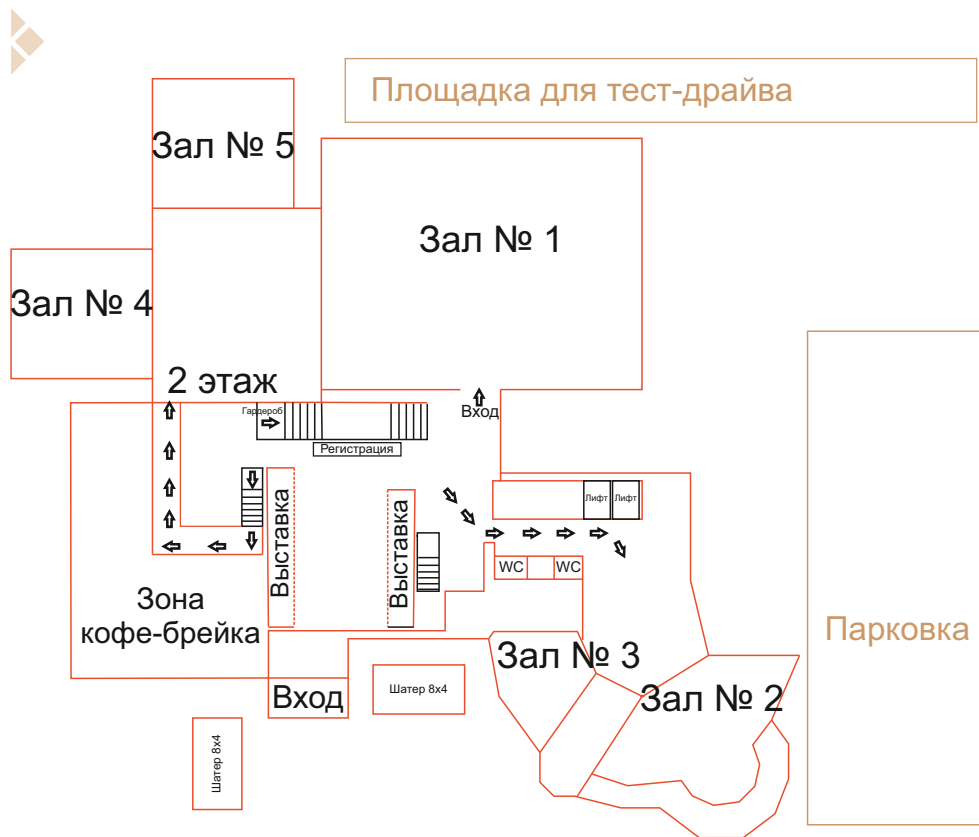 Площадка для тест-драйва
Зал № 5
Зал № 1
Зал № 4
2 этаж
Гардероб
Вход
Регистрация
Выставка
Выставка
Лифт
Лифт
WC
WC
Зона
кофе-брейка
Парковка
Зал № 3
Зал № 2
Вход
Шатер 8х4
Шатер 8х4